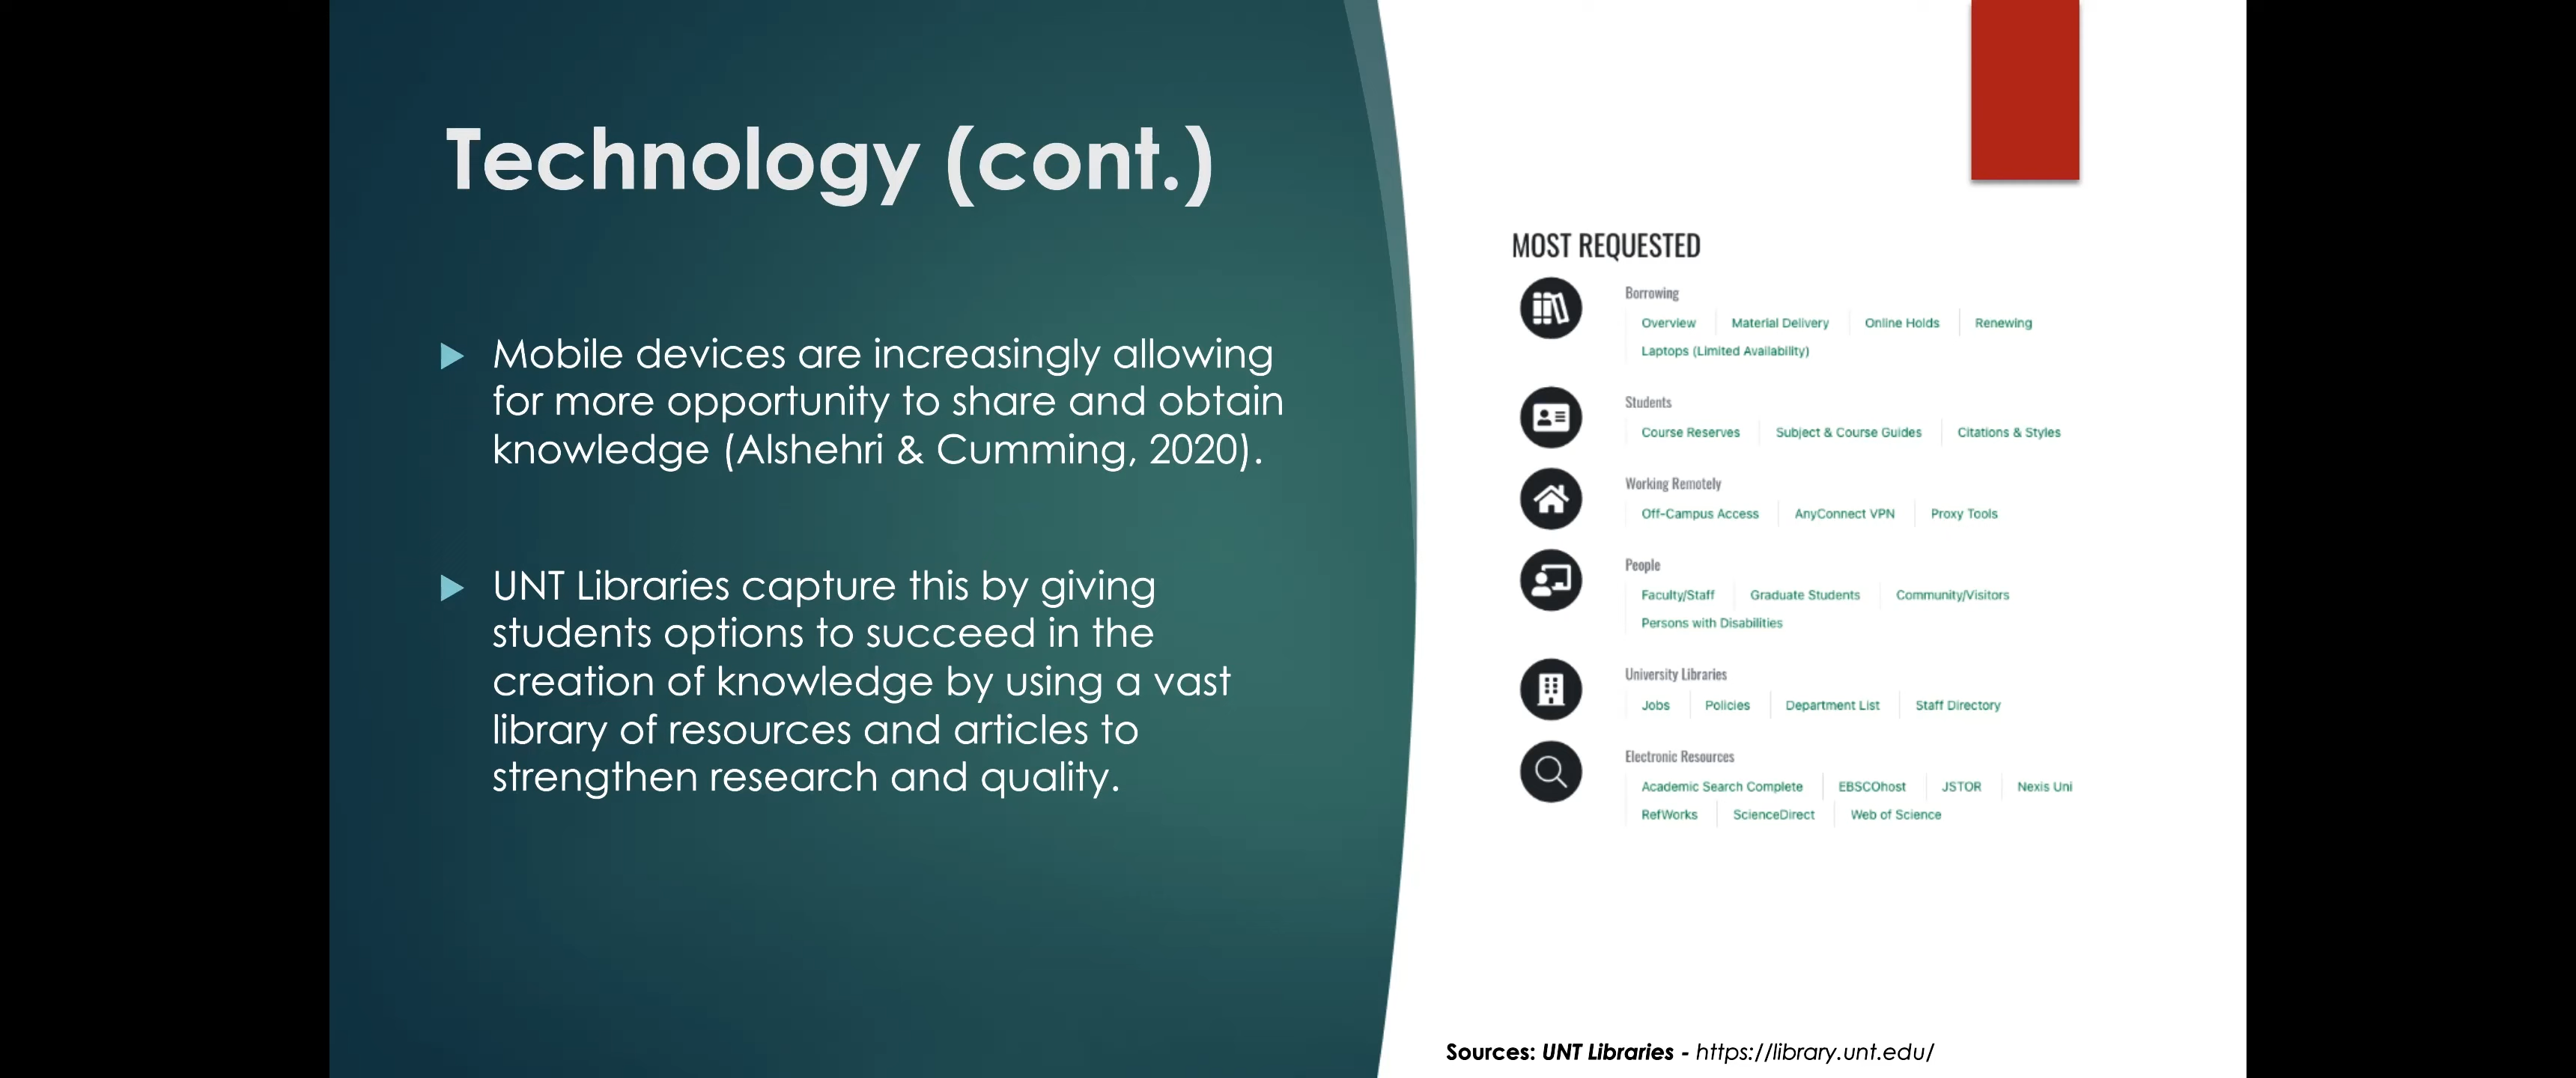 Technology (cont.)
Mobile devices are increasingly allowing
for more opportunity to share and obtain
knowledge (Alshehri & Cumming, 2020).
UNT Libraries capture this by giving
students options to succeed in the
creation of knowledge by using a vast
library of resources and articles to
strengthen research and quality.
MOST REQUESTED
Borrowing
Overview Material Delivery Online Holds Renewing
Laptops (Limited Availability)
Students
Course Reserves Subject & Course Guides Citations & Styles
Working Remotely
Off-Campus Access AnyConnect VPN Proxy Tools
People
Faculty/Staff Graduate Students Community/Visitors
Persons with Disabilities
University Libraries
Jobs Policies Department List Staff Directory
Electronic Resources
Academic Search Complete EBSCOhost JSTOR Nexis Uni
RefWorks ScienceDirect Web of Science
Sources: UNT Libraries - https://library.unt.edu/